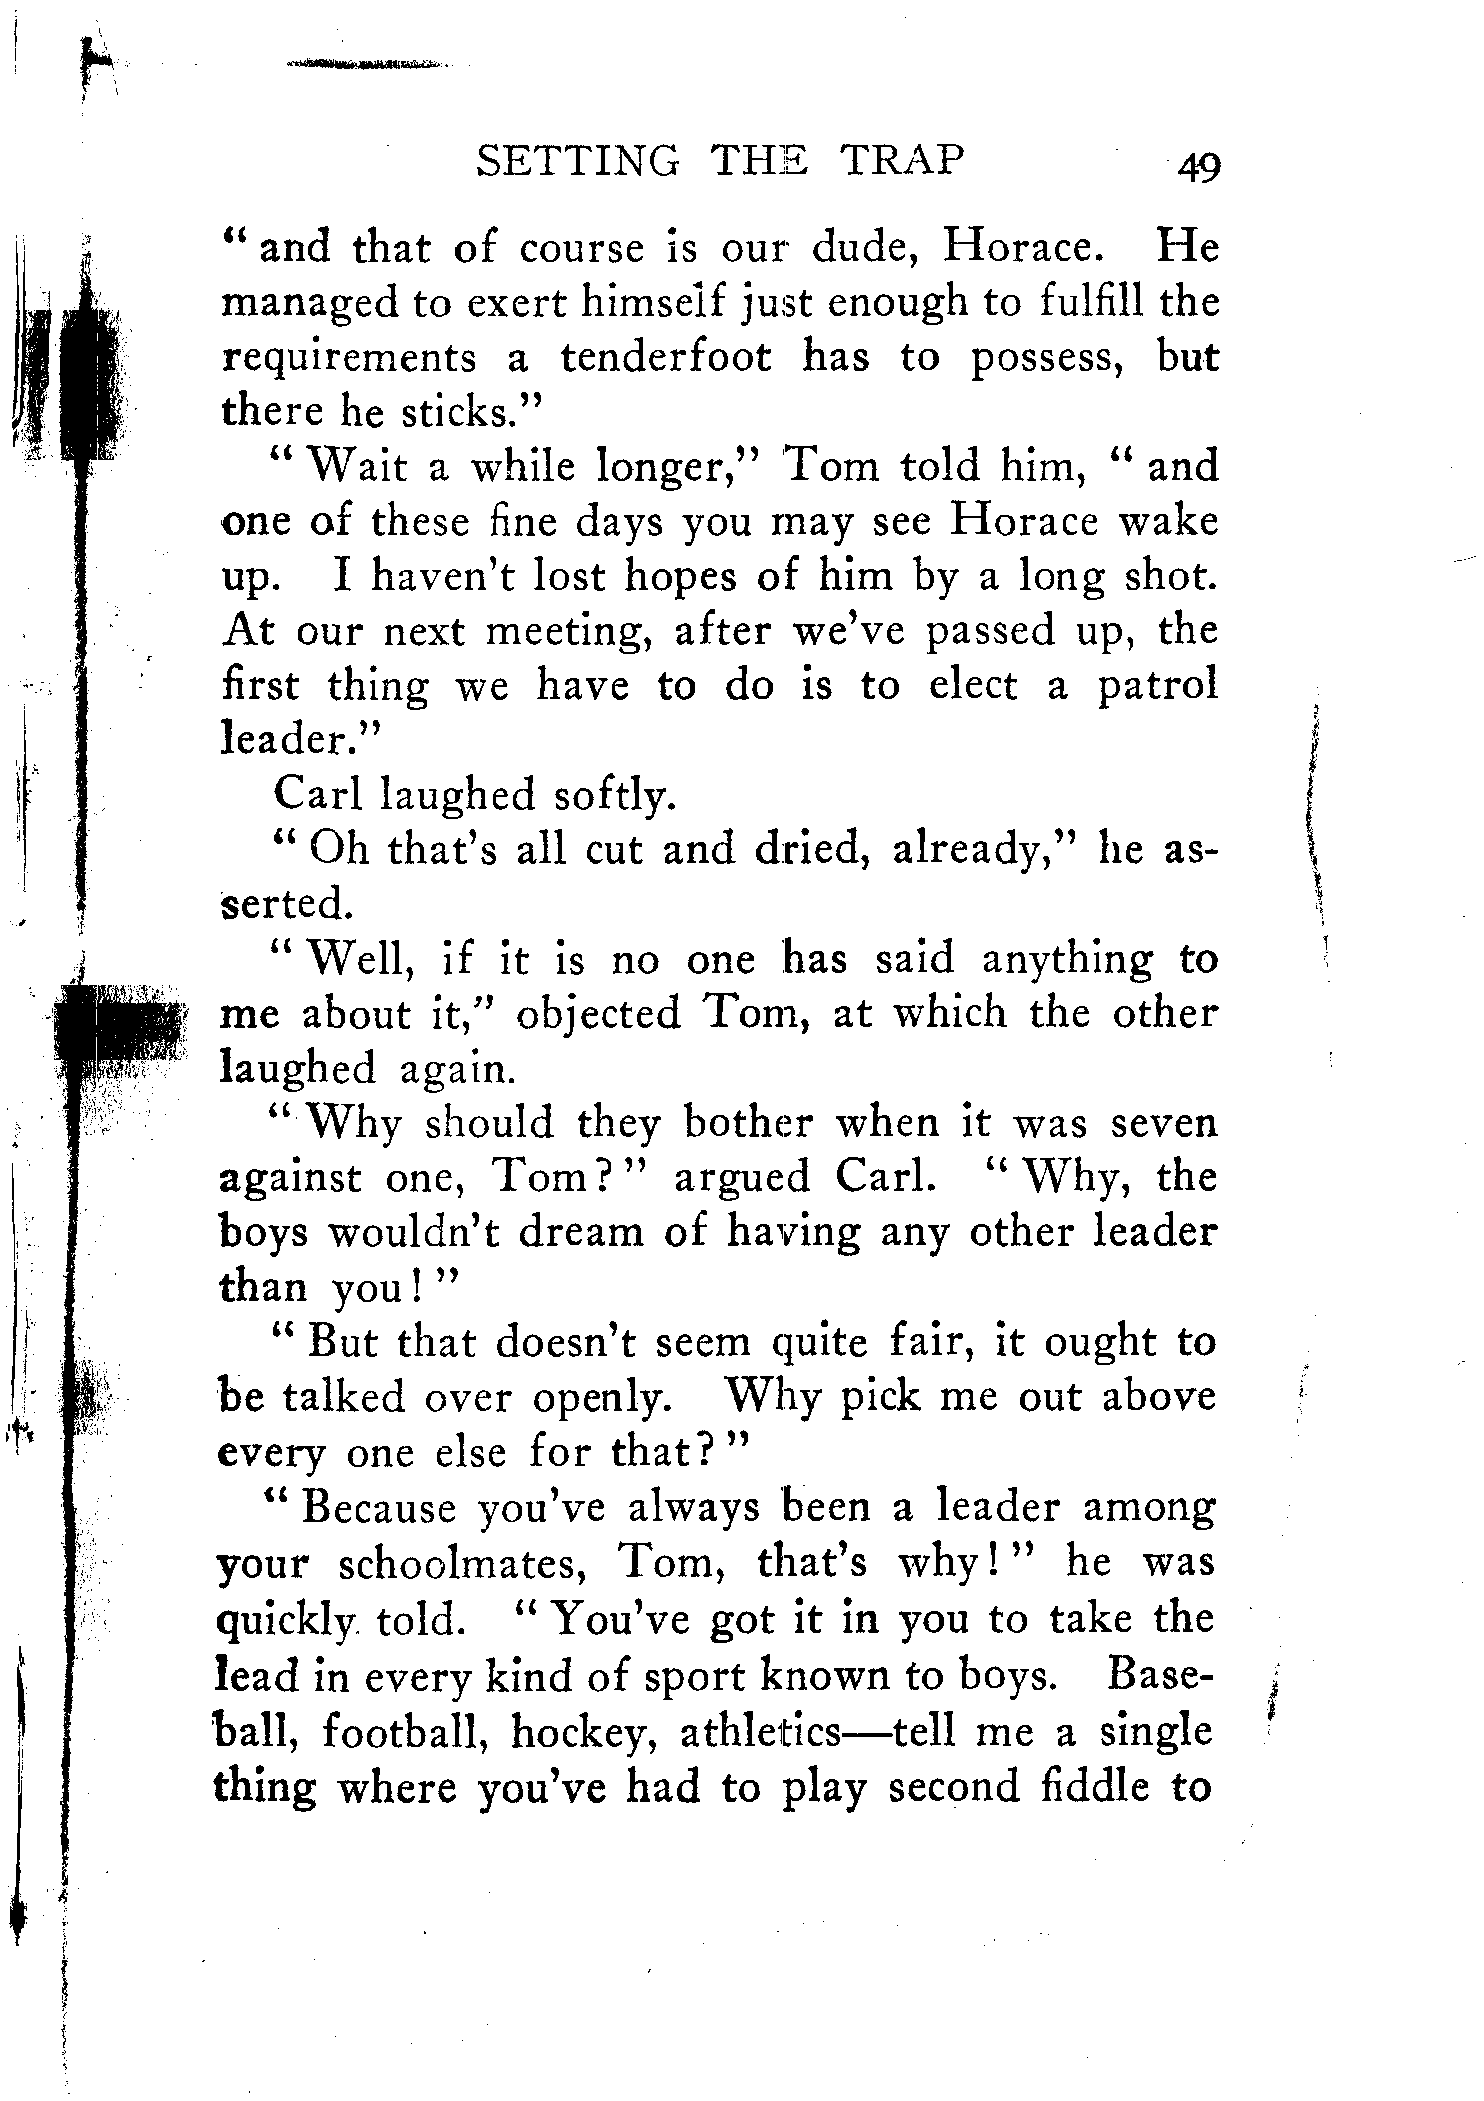 SETTING THE TRAP 49
“ and that of course is our dude, Horace. He
managed to exert himself just enough to fulfill the
requirements a tenderfoot has to possess, but
there he sticks.”
“ Wait a while longer,” Tom told him, “ and
one of these fine days you may see Horace wake
up. I haven’t lost hopes of him by a long shot.
At our next meeting, after we’ve passed up, the
first thing we have to do is to elect a patrol
leader.”
Carl laughed softly.
“ Oh that’s all cut and dried, already,” he as-
serted.
“ Well, if it is no one has said anything to
me about it,” objected Tom, at which the other
laughed again.
“ Why should they bother when it was seven
against one, Tom? ” argued Carl. “ Why, the
boys wouldn’t dream of having any other leader
than you! ”
“ But that doesn’t seem quite fair, it ought to
be talked over openly. Why pick me out above
every one else for that? ”
“ Because you’ve always been a leader among
your schoolmates, Tom, that’s why! ” he was
quickly told. “ You’ve got it in you to take the
lead in every kind of sport known to boys. Base-
ball, football, hockey, athletics—tell me a single
thing where you’ve had to play second fiddle to